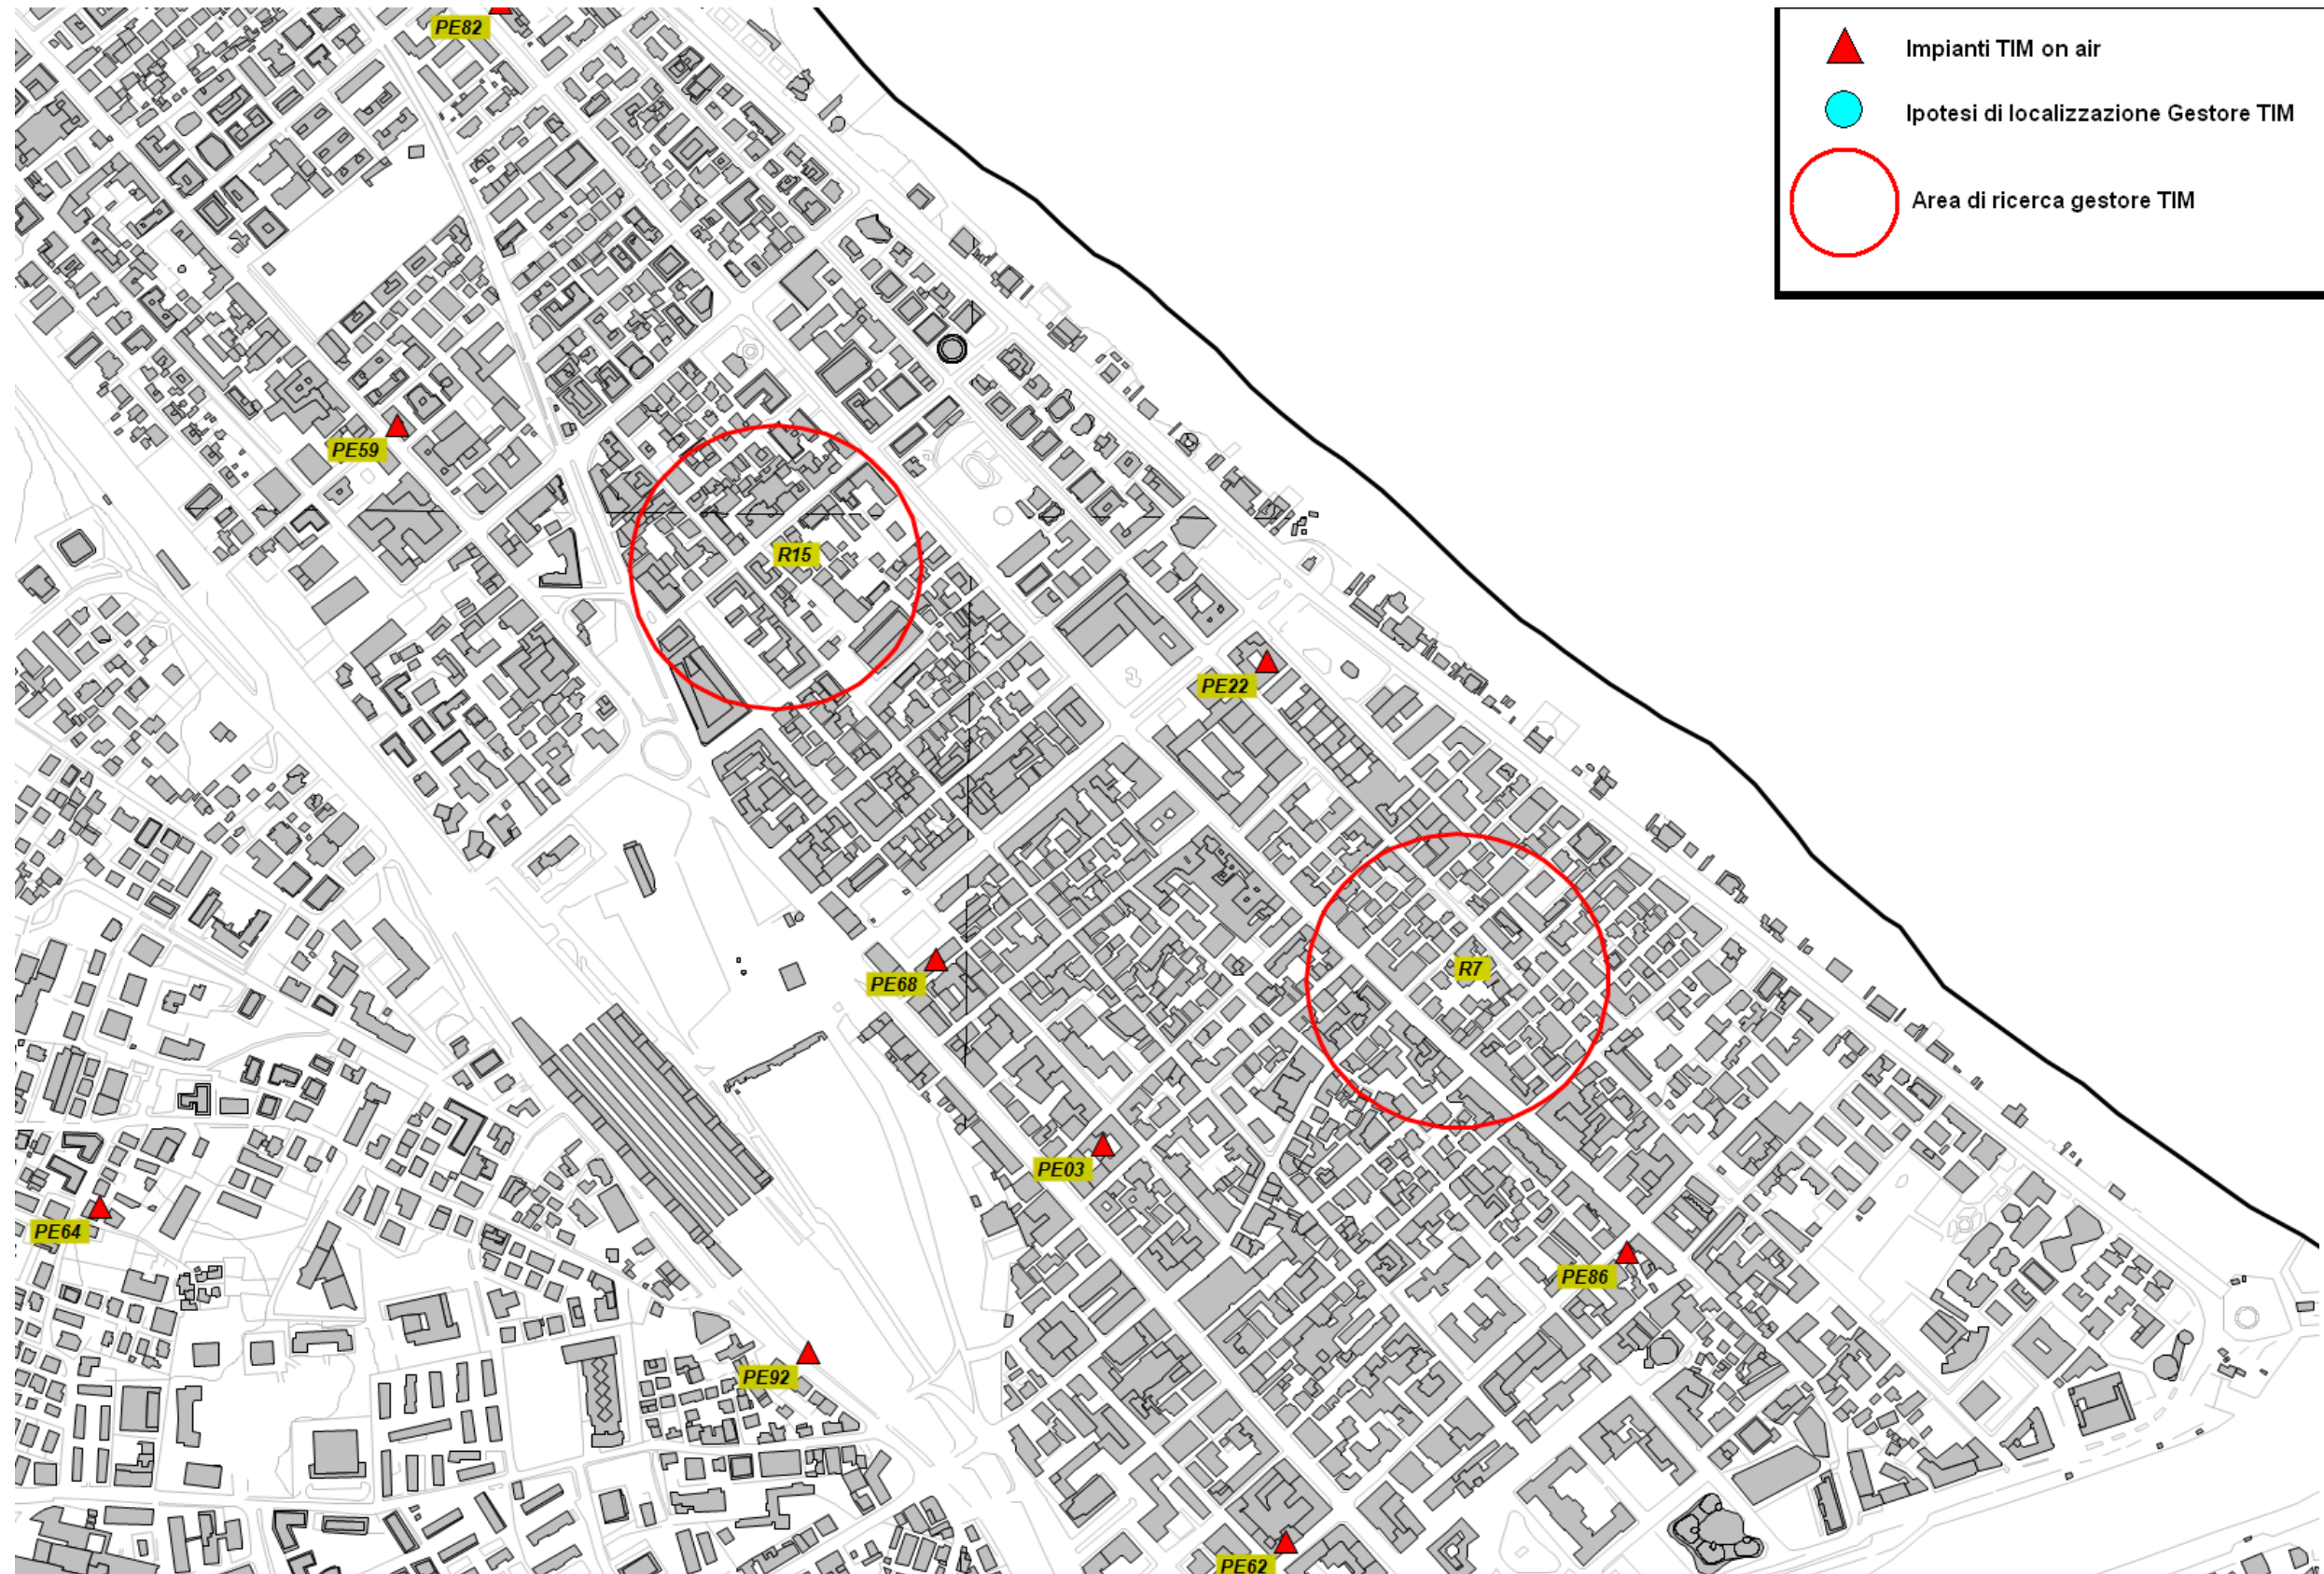 PE82
Impianti TIM on air
Ipotesi di localizzazione Gestore TIM
Area di ricerca gestore TIM
PE59
R15
PE22
PE68
R7
PE03
PE64
PE86
PE92
PE62